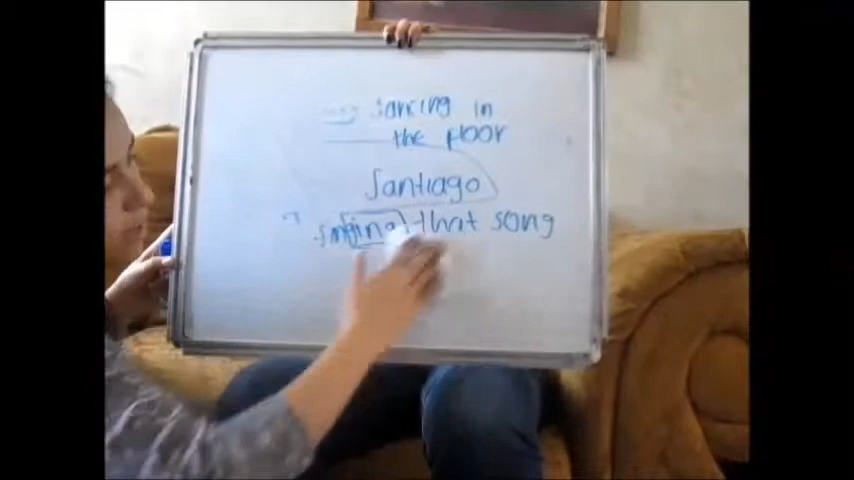 dancing in
the floor
Santiago
singing that song